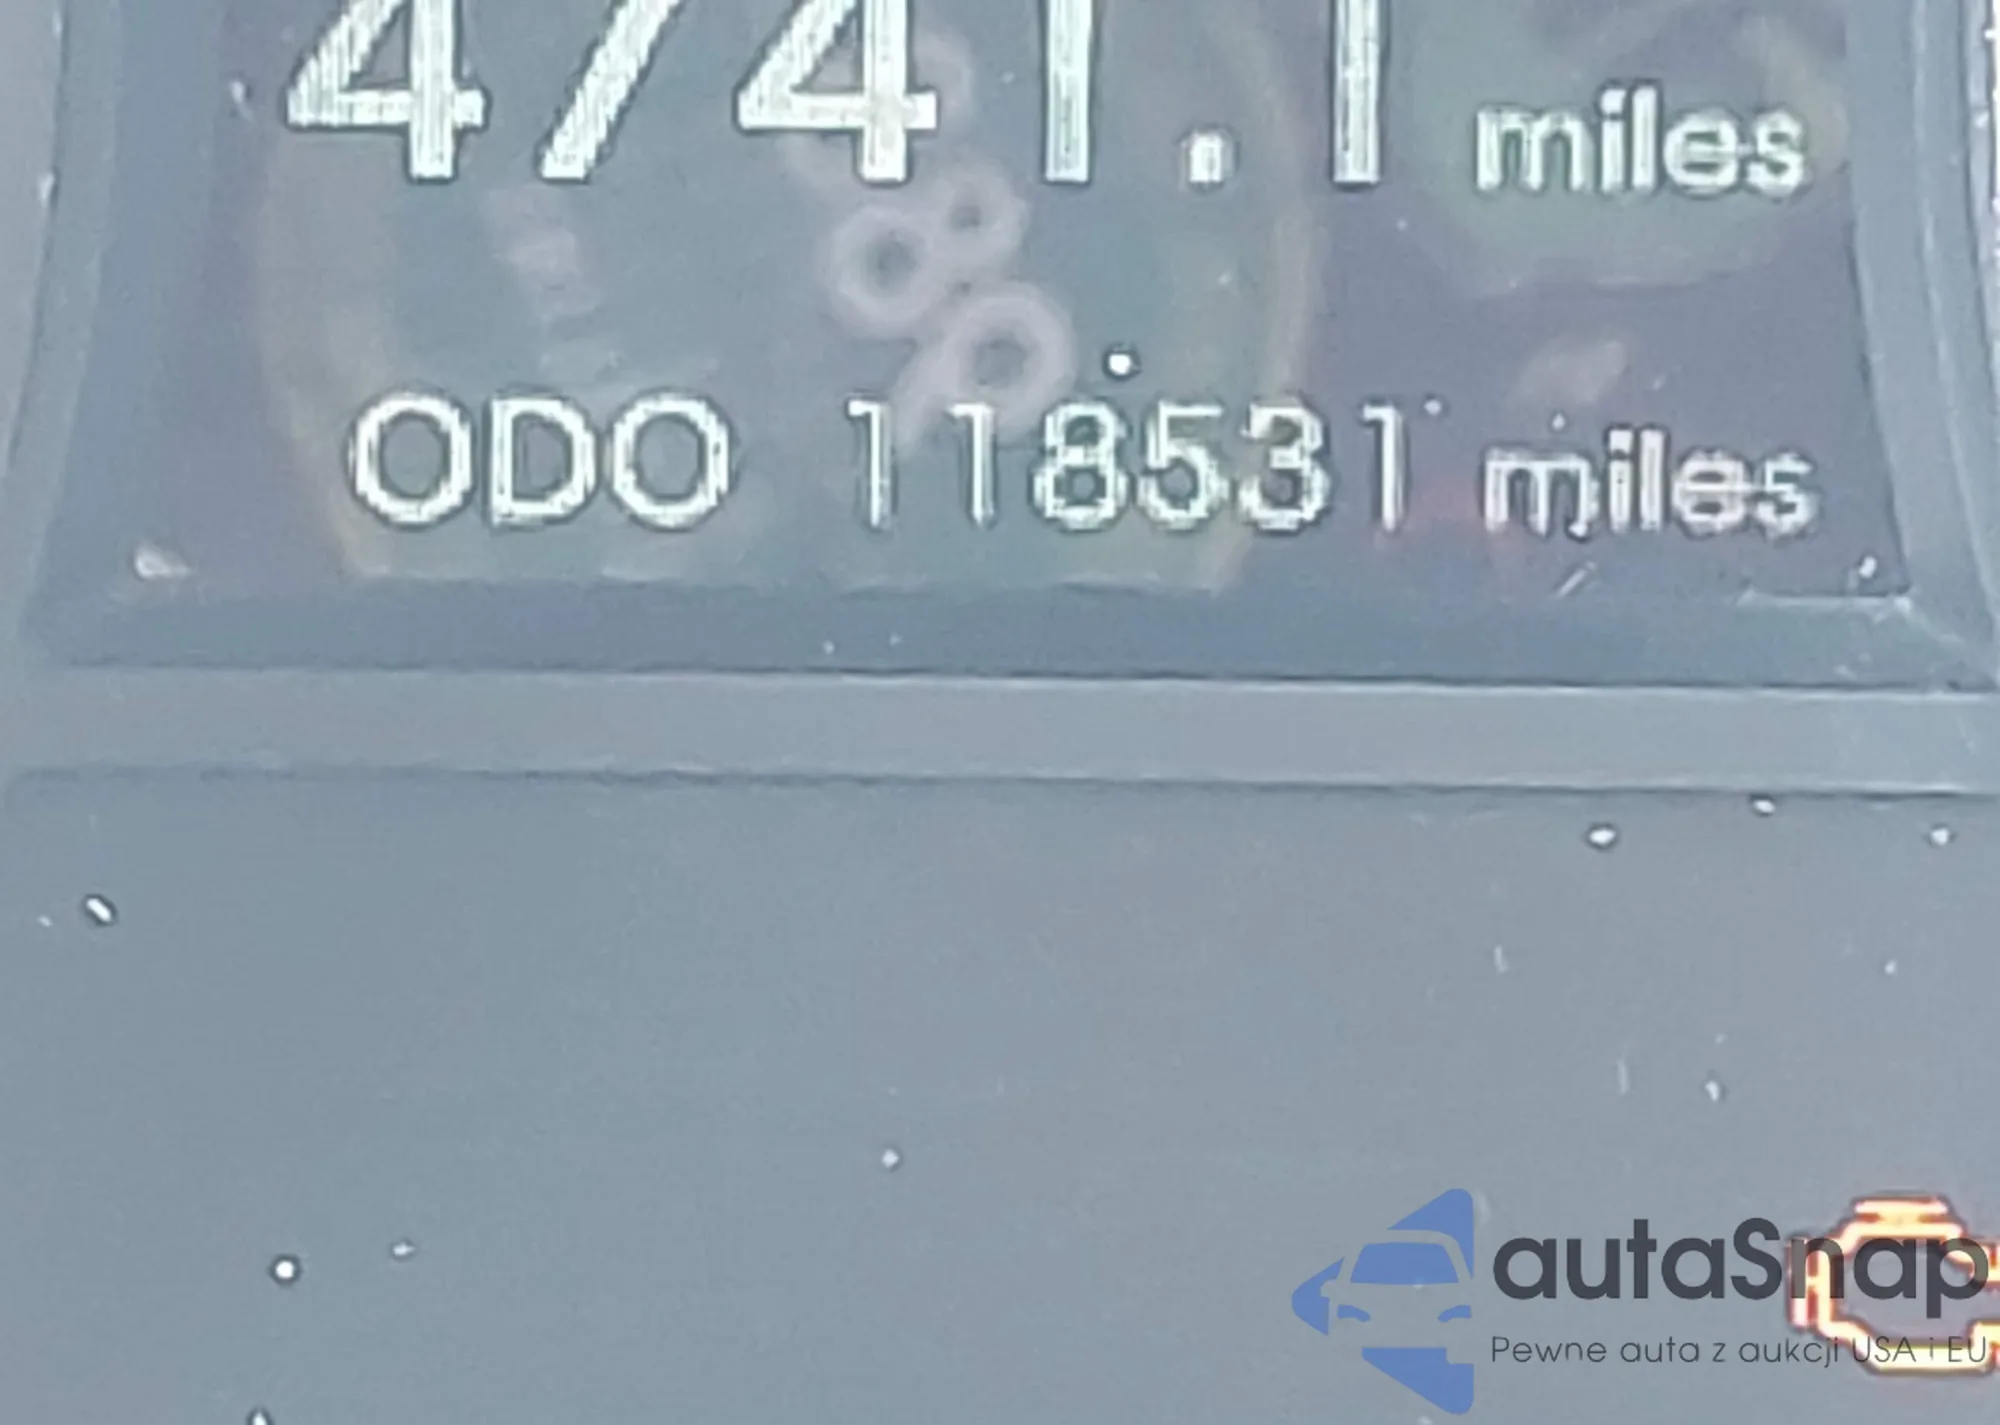 4741.1 miles
ODO 118531 miles
autaSnap
Pewne auta z aukcji USA i EU